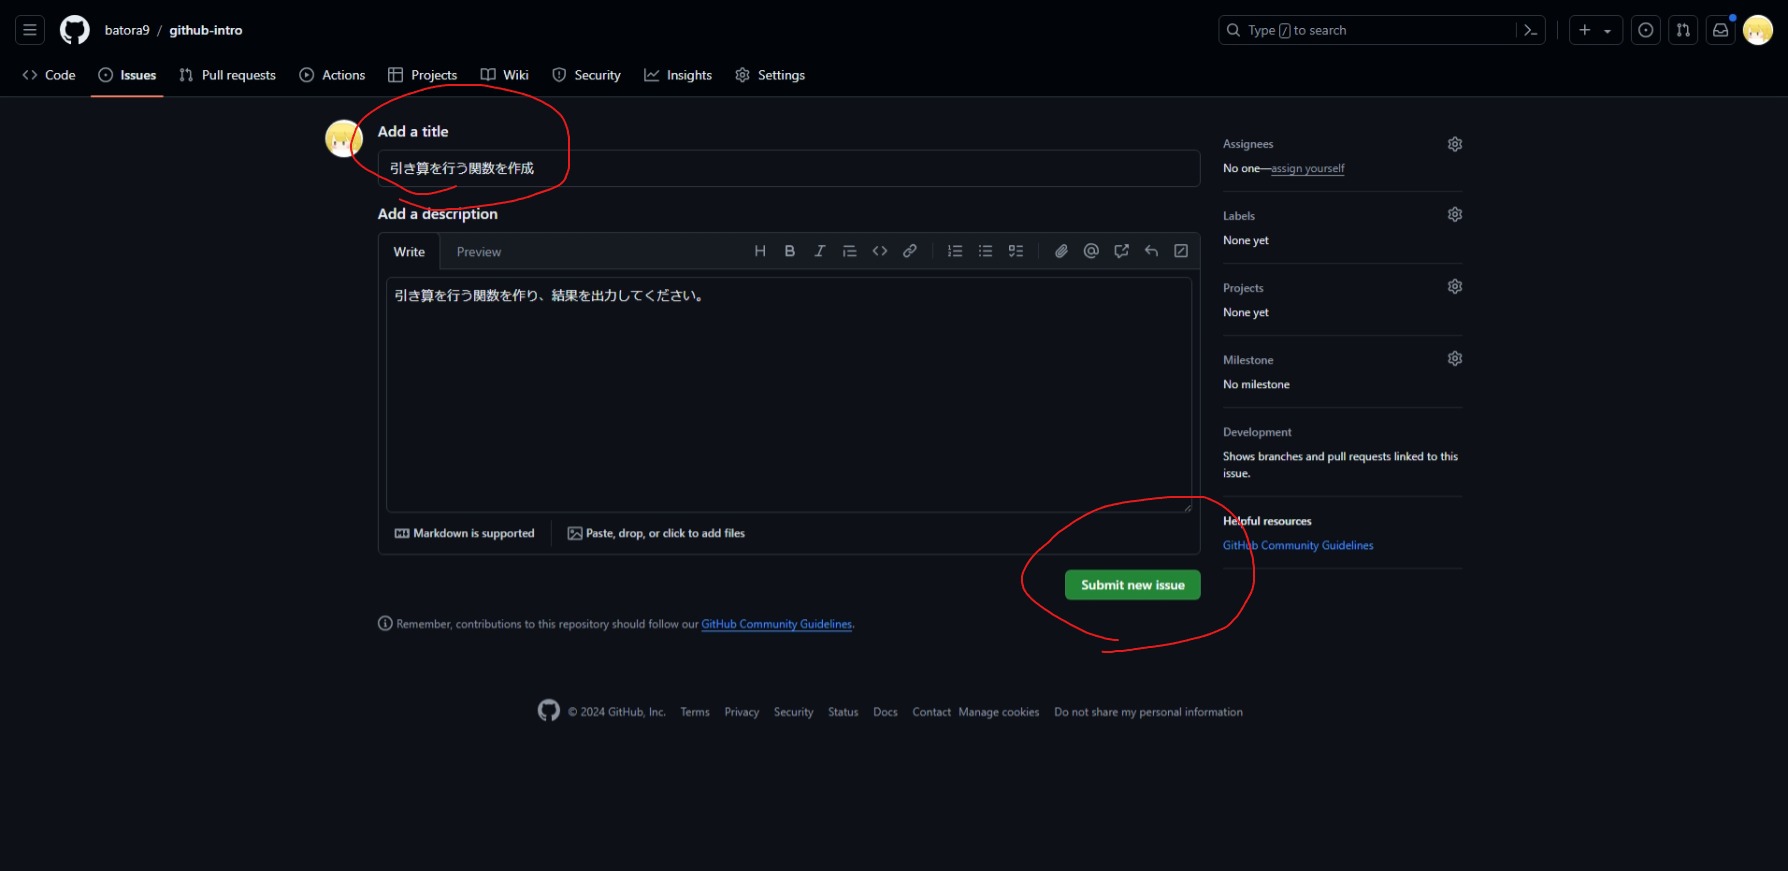 batora9 / github-intro
Type / to search
Code
Issues
Pull requests
Actions
Projects
Wiki
Security
Insights
Settings
Add a title
引き算を行う関数を作成
Add a description
Write
Preview
引き算を行う関数を作り、結果を出力してください。
Markdown is supported
Paste, drop, or click to add files
Submit new issue
Remember, contributions to this repository should follow our GitHub Community Guidelines.
Assignees
No one—assign yourself
Labels
None yet
Projects
None yet
Milestone
No milestone
Development
Shows branches and pull requests linked to this
issue.
Helpful resources
GitHub Community Guidelines
© 2024 GitHub, Inc.
Terms
Privacy
Security
Status
Docs
Contact
Manage cookies
Do not share my personal information